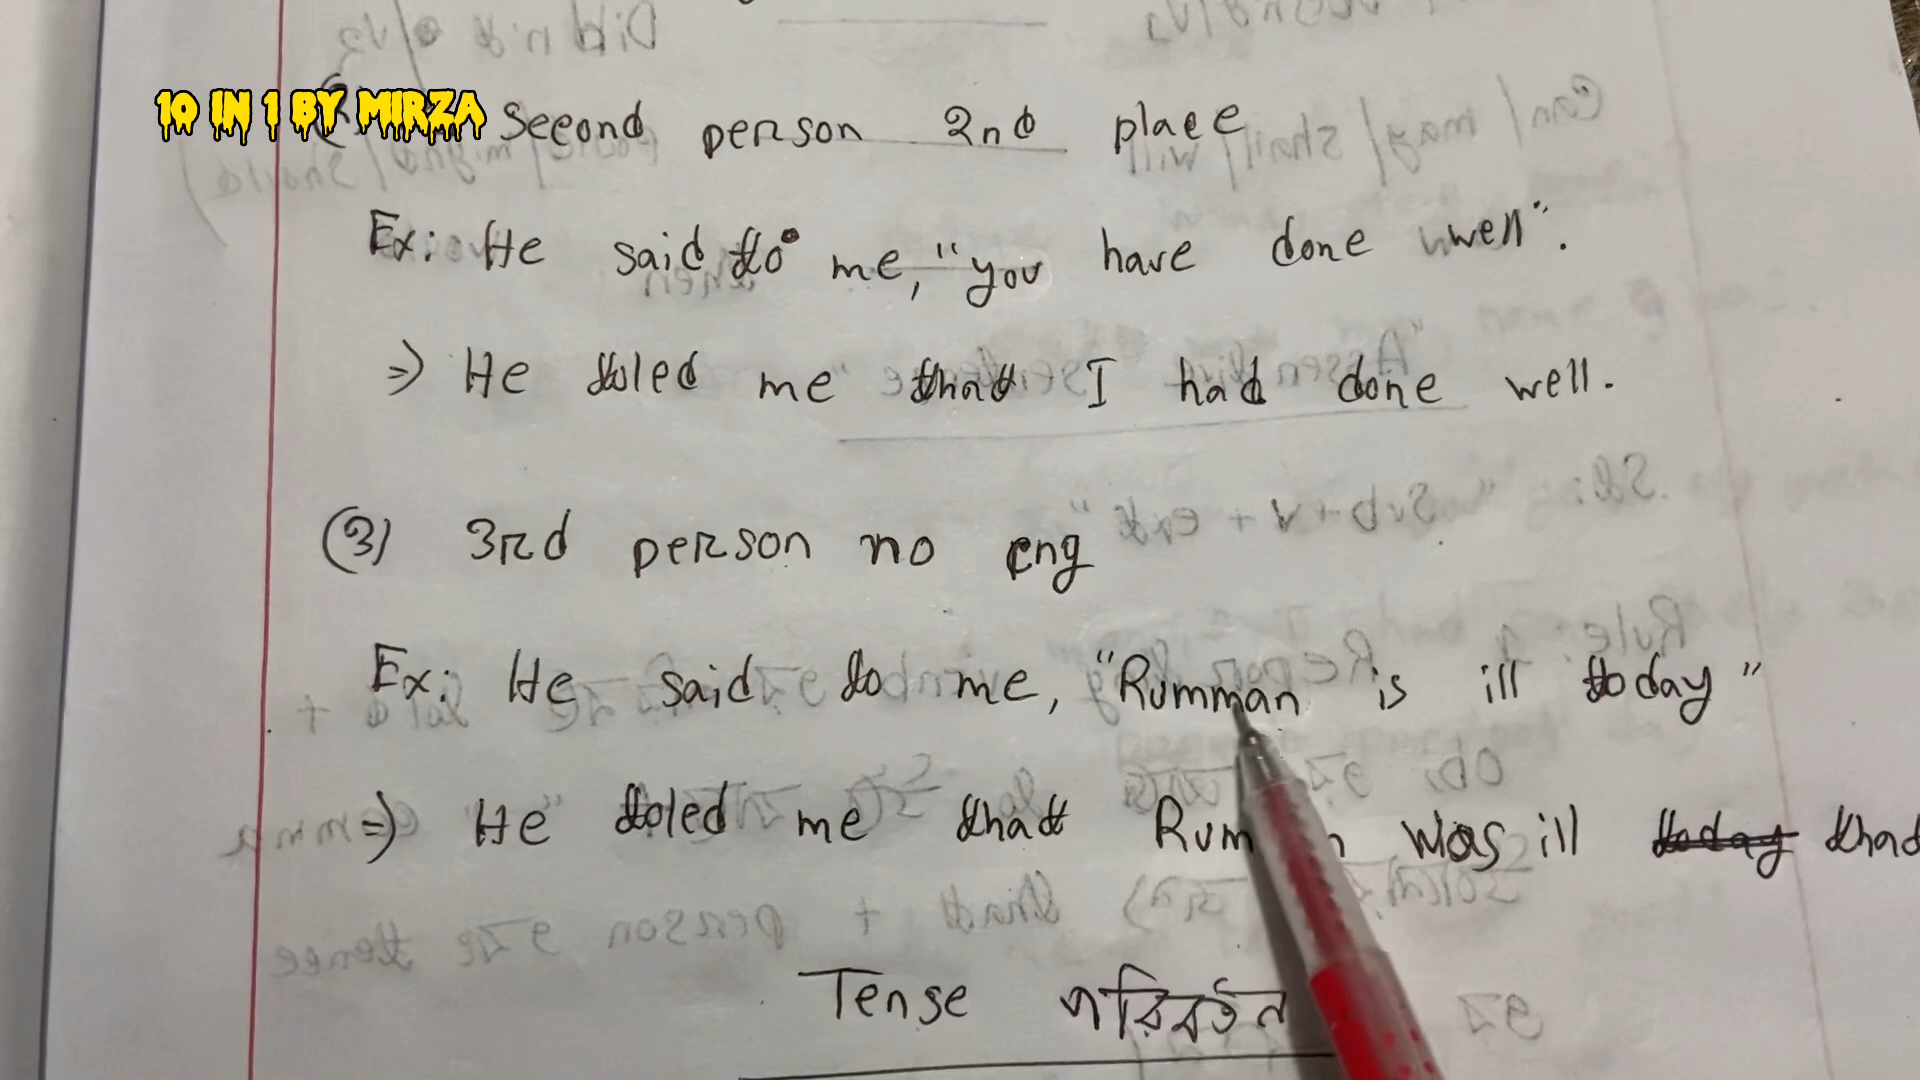 10 IN 1 BY MIRZA
Second person 2nd place
Ex: He said to me, "you have done well".
⇒ He toled me that I had done well.
(3) 3rd person no eng
Ex: He said to me, "Rumman is ill today"
⇒ He toled me that Rum n was ill today that
Tense পরিবর্তন